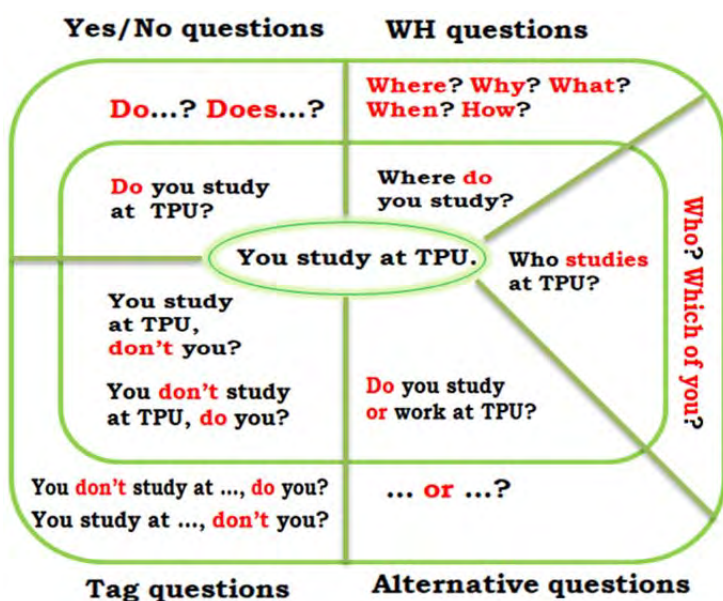 Yes/No questions
WH questions
Do...? Does...?
Where? Why? What?
When? How?
Do you study
at TPU?
Where do
you study?
You study at TPU.
Who studies
at TPU?
Who? Which of you?
You study
at TPU,
don't you?
You don't study
at TPU, do you?
Do you study
or work at TPU?
You don't study at ..., do you?
You study at ..., don't you?
... or ...?
Tag questions
Alternative questions